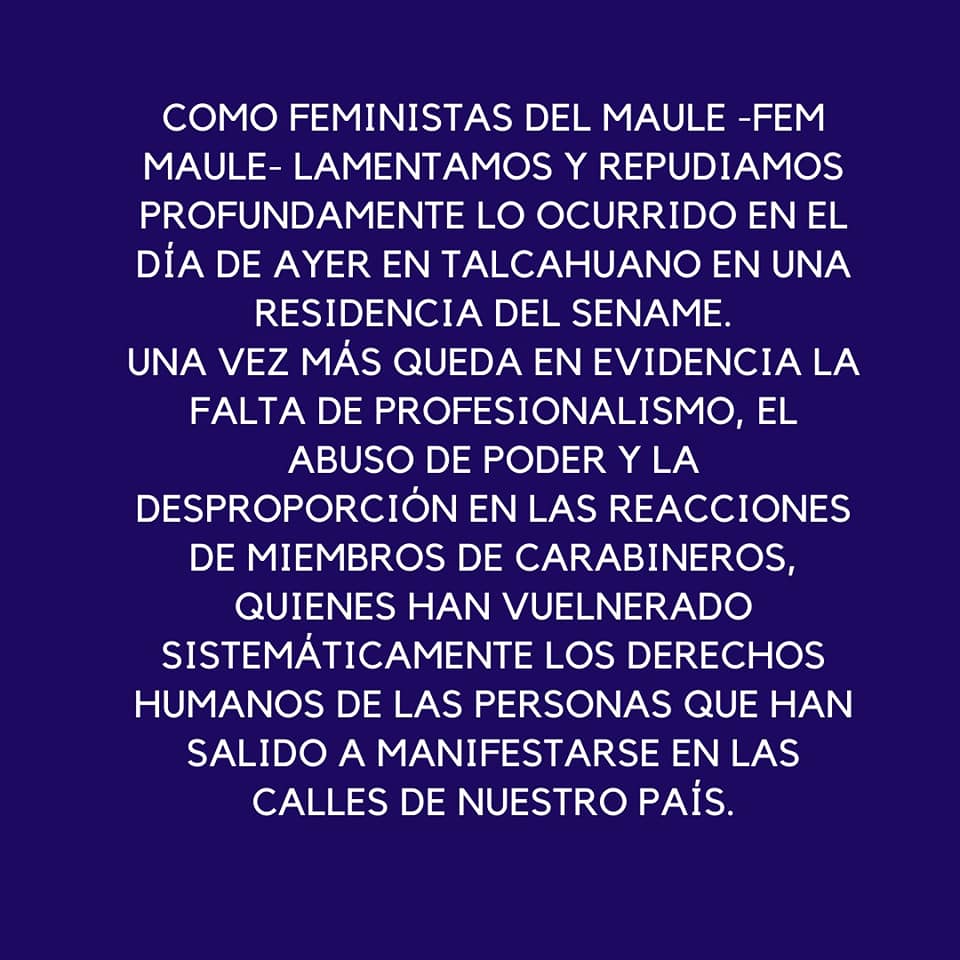 COMO FEMINISTAS DEL MAULE -FEM
MAULE- LAMENTAMOS Y REPUDIAMOS
PROFUNDAMENTE LO OCURRIDO EN EL
DÍA DE AYER EN TALCAHUANO EN UNA
RESIDENCIA DEL SENAME.
UNA VEZ MÁS QUEDA EN EVIDENCIA LA
FALTA DE PROFESIONALISMO, EL
ABUSO DE PODER Y LA
DESPROPORCIÓN EN LAS REACCIONES
DE MIEMBROS DE CARABINEROS,
QUIENES HAN VUELNERADO
SISTEMÁTICAMENTE LOS DERECHOS
HUMANOS DE LAS PERSONAS QUE HAN
SALIDO A MANIFESTARSE EN LAS
CALLES DE NUESTRO PAÍS.